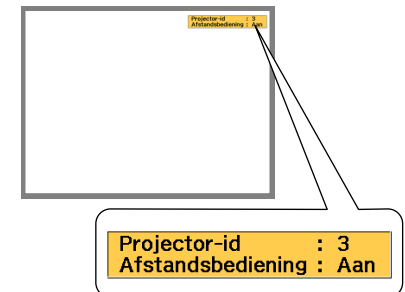 Projector-id : 3
Afstandsbediening : Aan
Projector-id : 3
Afstandsbediening : Aan